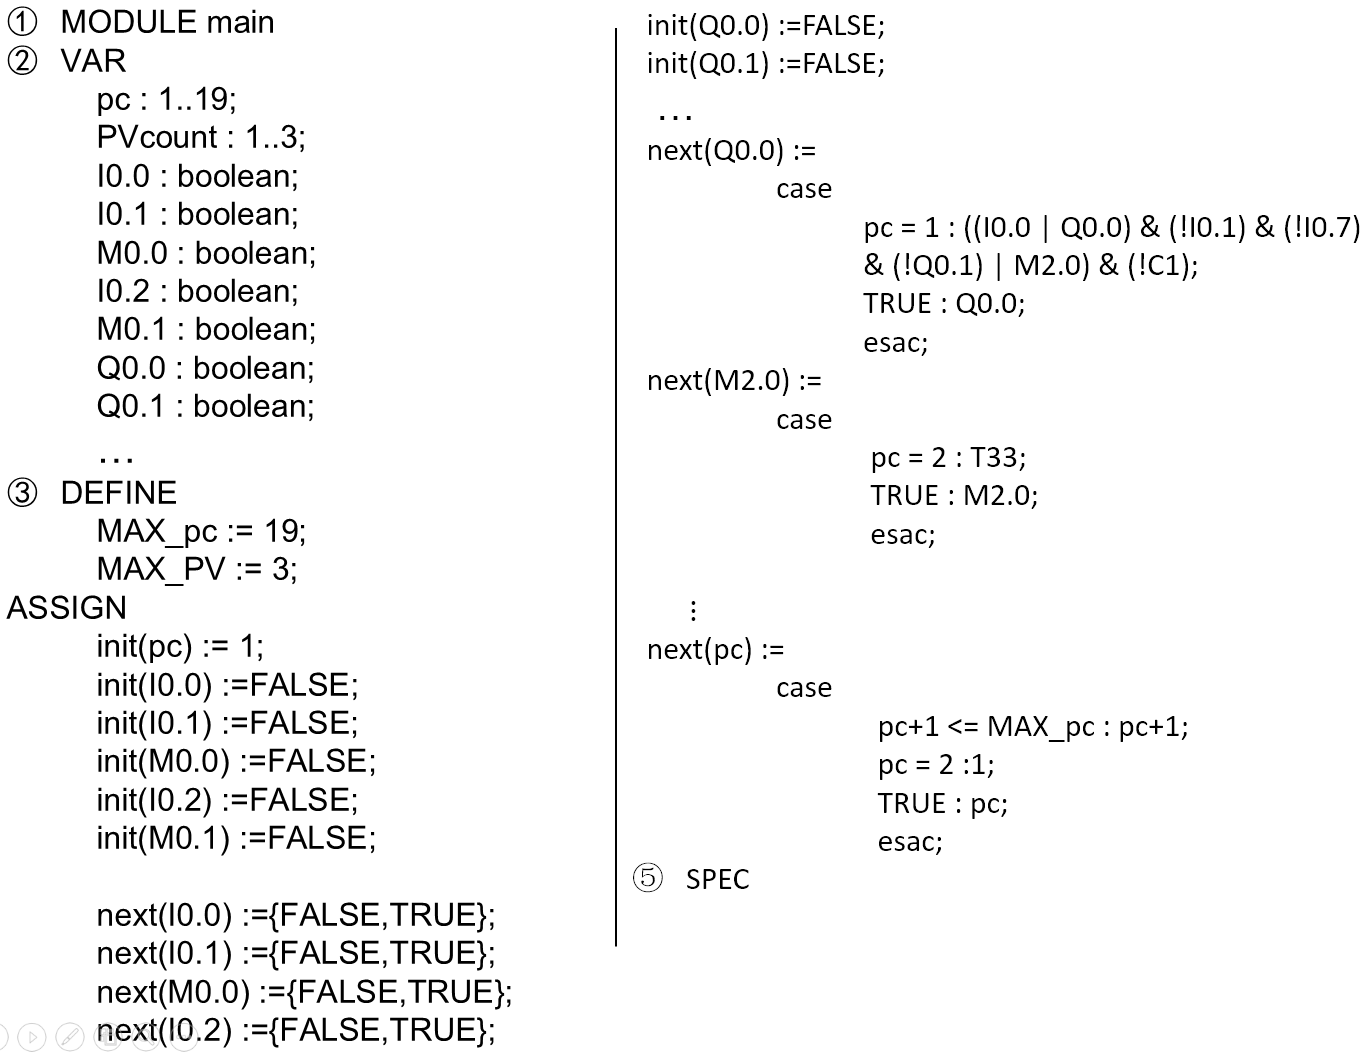 ① MODULE main
② VAR
pc : 1..19;
PVcount : 1..3;
I0.0 : boolean;
I0.1 : boolean;
M0.0 : boolean;
I0.2 : boolean;
M0.1 : boolean;
Q0.0 : boolean;
Q0.1 : boolean;
...
③ DEFINE
MAX_pc := 19;
MAX_PV := 3;
ASSIGN
init(pc) := 1;
init(I0.0) :=FALSE;
init(I0.1) :=FALSE;
init(M0.0) :=FALSE;
init(I0.2) :=FALSE;
init(M0.1) :=FALSE;
next(I0.0) :={FALSE,TRUE};
next(I0.1) :={FALSE,TRUE};
next(M0.0) :={FALSE,TRUE};
next(I0.2) :={FALSE,TRUE};
init(Q0.0) :=FALSE;
init(Q0.1) :=FALSE;
...
next(Q0.0) :=
case
pc = 1 : ((I0.0 | Q0.0) & (!I0.1) & (!I0.7)
& (!Q0.1) | M2.0) & (!C1);
TRUE : Q0.0;
esac;
next(M2.0) :=
case
pc = 2 : T33;
TRUE : M2.0;
esac;
⋮
next(pc) :=
case
pc+1 <= MAX_pc : pc+1;
pc = 2 :1;
TRUE : pc;
esac;
⑤ SPEC